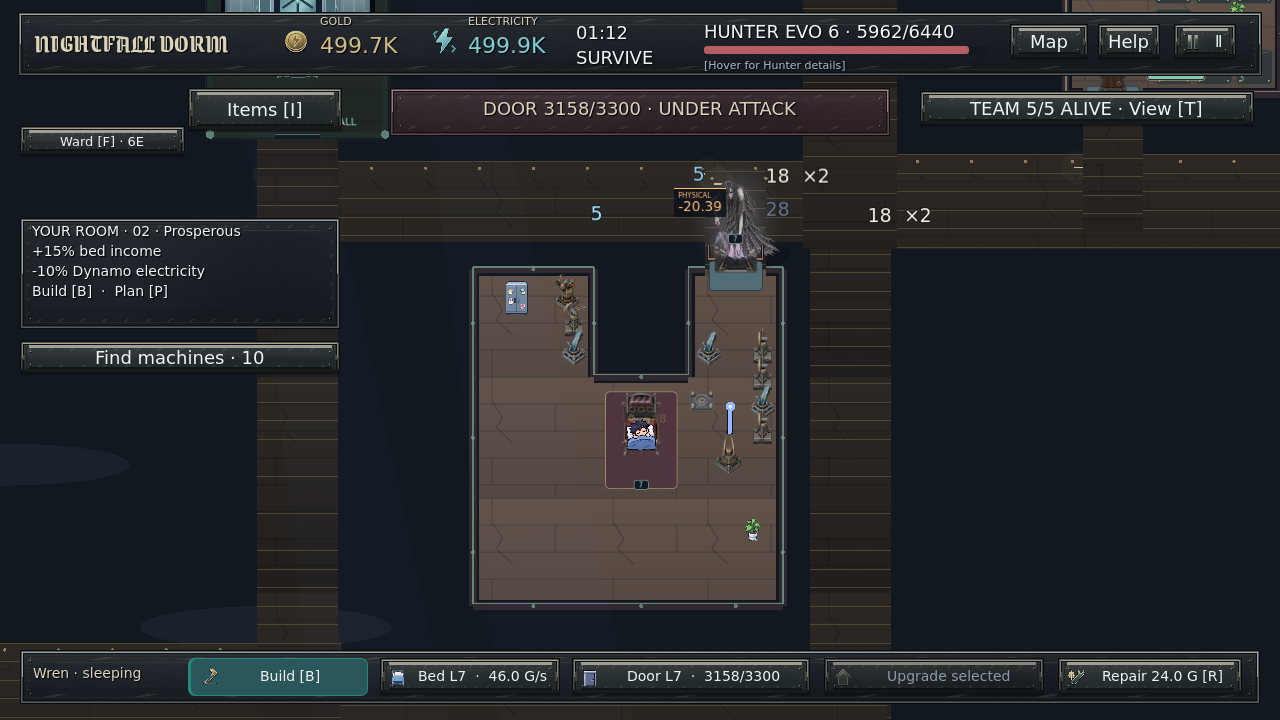 NIGHTFALL DORM
GOLD
499.7K
ELECTRICITY
499.9K
01:12
SURVIVE
HUNTER EVO 6 · 5962/6440
[Hover for Hunter details]
Map
Help
Items [I]
DOOR 3158/3300 · UNDER ATTACK
TEAM 5/5 ALIVE · View [T]
Ward [F] · 6E
5
18 ×2
PHYSICAL
-20.39
28
5
18 ×2
7
YOUR ROOM · 02 · Prosperous
+15% bed income
-10% Dynamo electricity
Build [B] · Plan [P]
Find machines · 10
7
Wren · sleeping
Build [B]
Bed L7 · 46.0 G/s
Door L7 · 3158/3300
Upgrade selected
Repair 24.0 G [R]